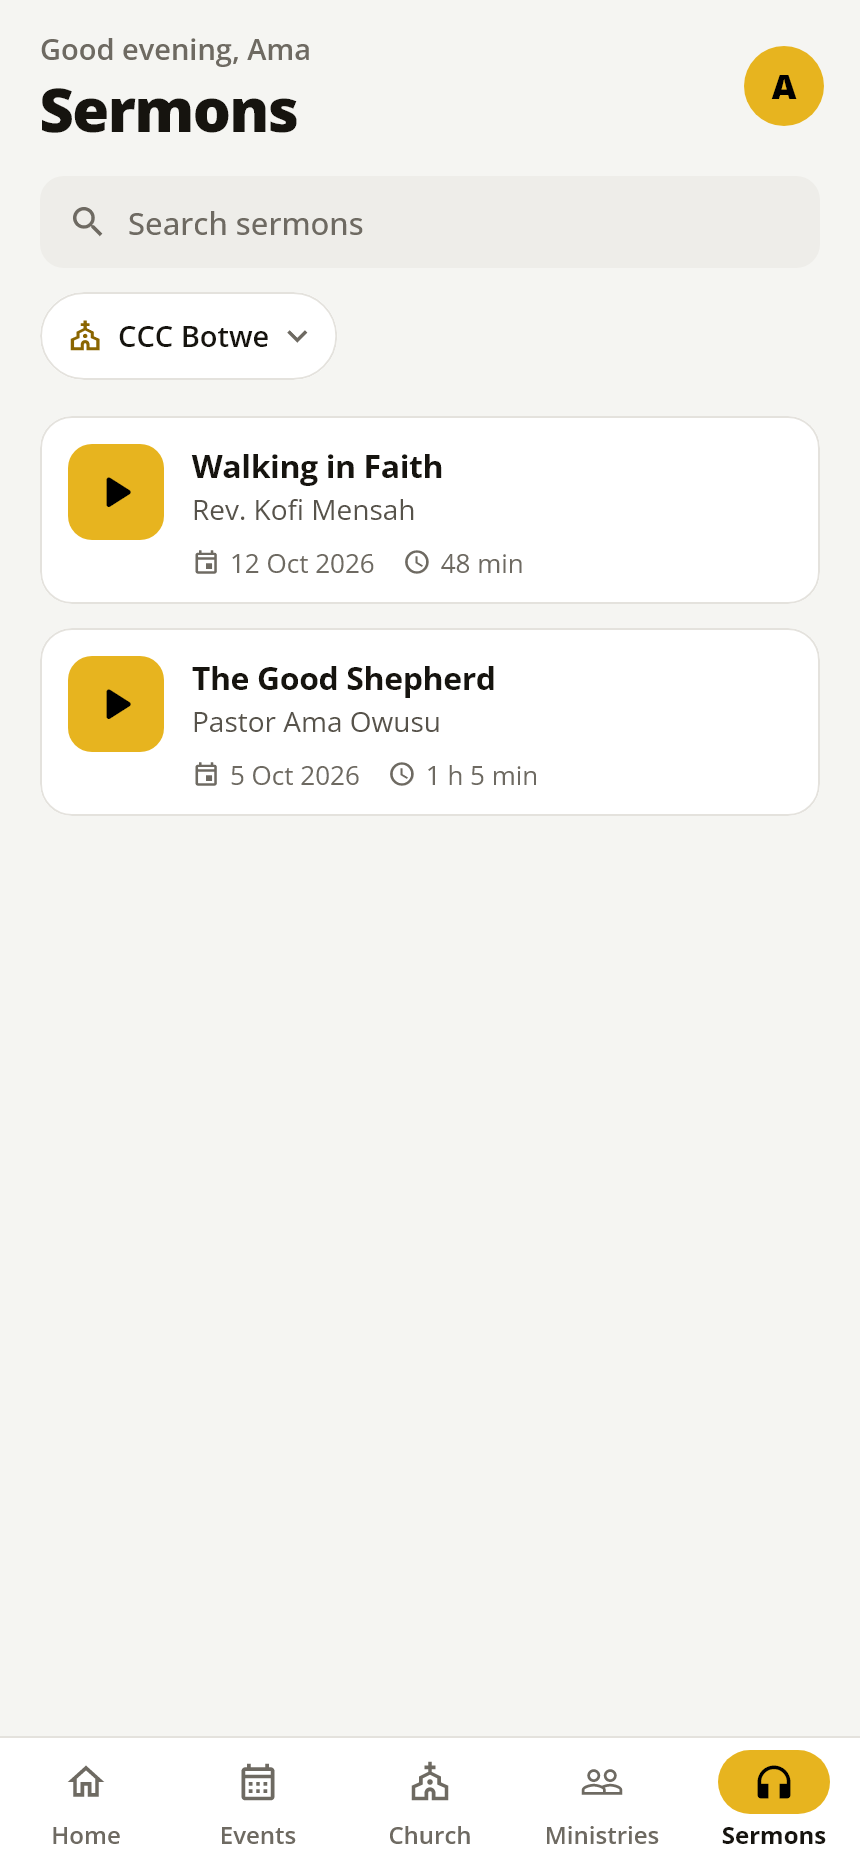 Good evening, Ama
Sermons
A
Search sermons
CCC Botwe
Walking in Faith
Rev. Kofi Mensah
12 Oct 2026 48 min
The Good Shepherd
Pastor Ama Owusu
5 Oct 2026 1 h 5 min
Home Events Church Ministries Sermons